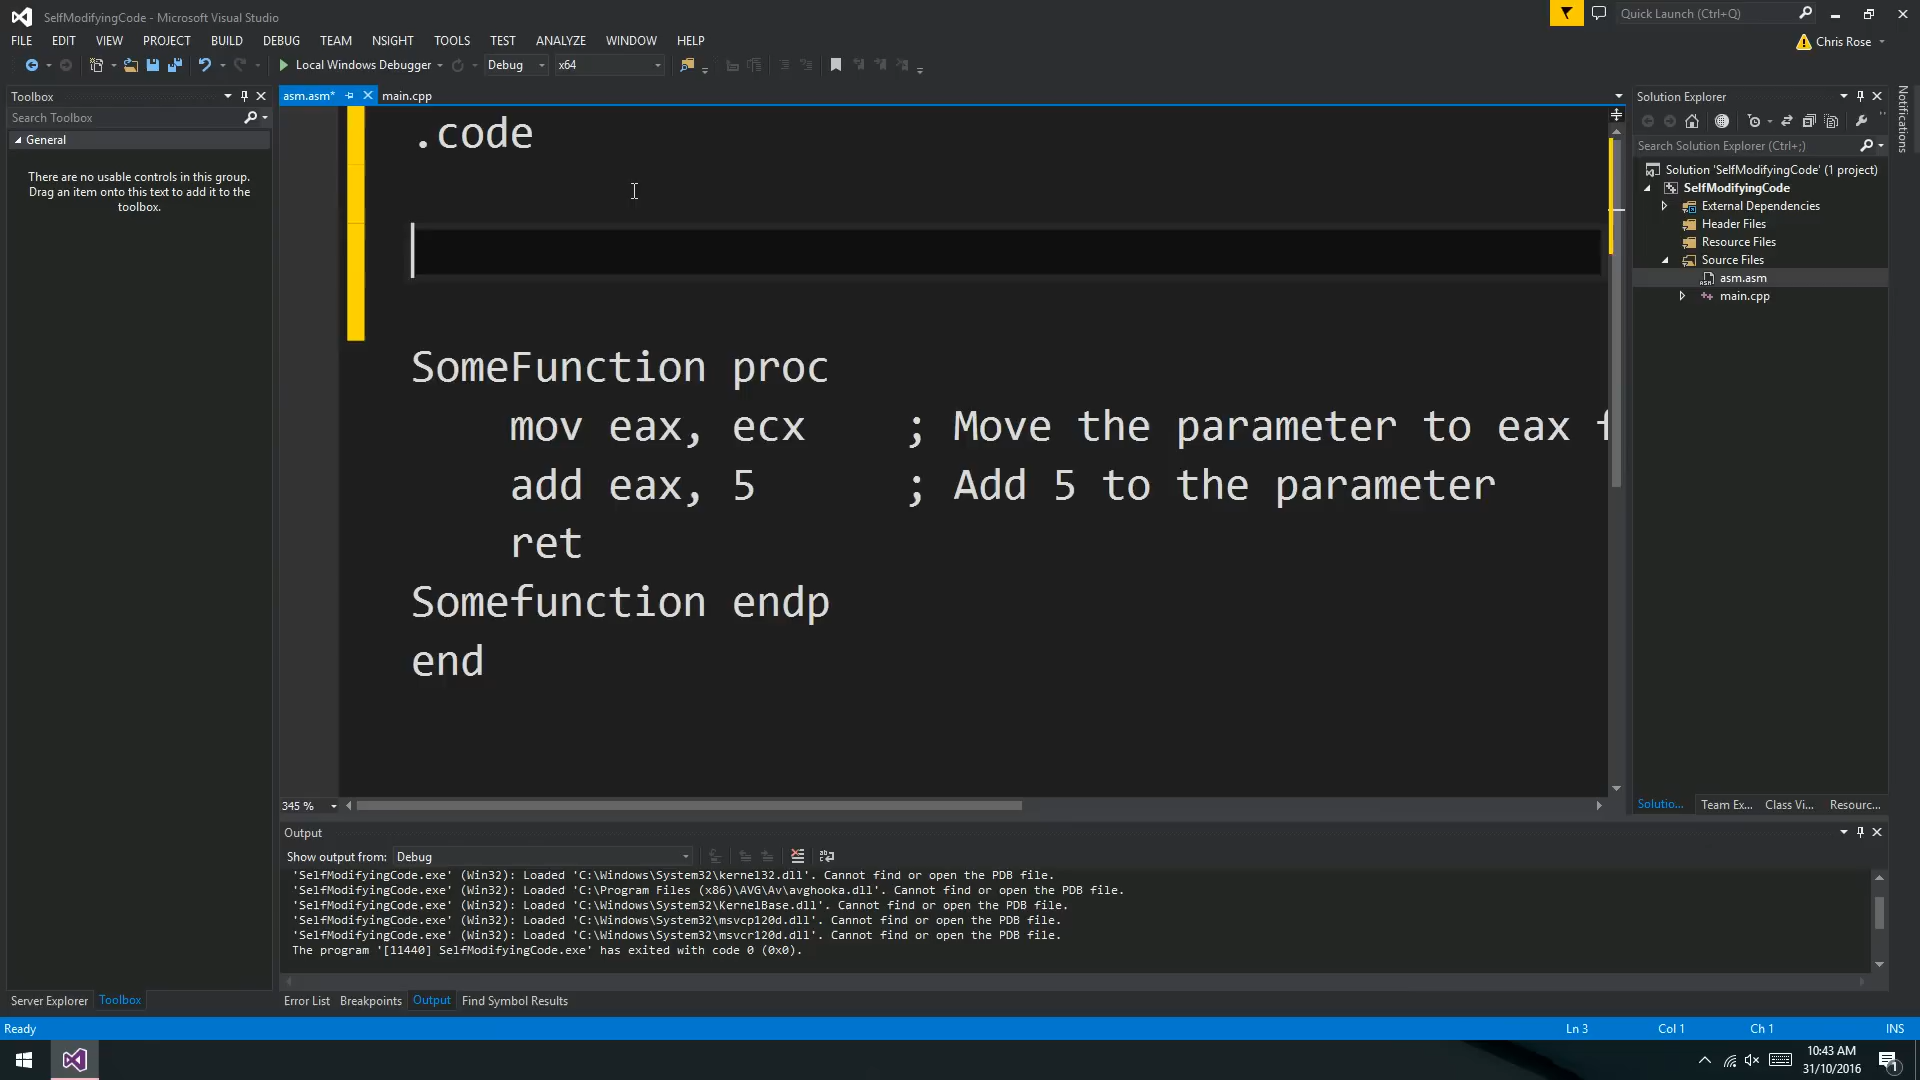 SelfModifyingCode - Microsoft Visual Studio
Quick Launch (Ctrl+Q)
FILE EDIT VIEW PROJECT BUILD DEBUG TEAM NSIGHT TOOLS TEST ANALYZE WINDOW HELP
Chris Rose
Local Windows Debugger Debug x64
Toolbox
Search Toolbox
General
There are no usable controls in this group.
Drag an item onto this text to add it to the
toolbox.
asm.asm* main.cpp
.code
SomeFunction proc
mov eax, ecx ; Move the parameter to eax f
add eax, 5 ; Add 5 to the parameter
ret
Somefunction endp
end
345 %
Solution Explorer
Search Solution Explorer (Ctrl+;)
Solution 'SelfModifyingCode' (1 project)
SelfModifyingCode
External Dependencies
Header Files
Resource Files
Source Files
asm.asm
main.cpp
Solutio... Team Ex... Class Vi... Resourc...
Notifications
Output
Show output from: Debug
'SelfModifyingCode.exe' (Win32): Loaded 'C:\Windows\System32\kernel32.dll'. Cannot find or open the PDB file.
'SelfModifyingCode.exe' (Win32): Loaded 'C:\Program Files (x86)\AVG\Av\avghooka.dll'. Cannot find or open the PDB file.
'SelfModifyingCode.exe' (Win32): Loaded 'C:\Windows\System32\KernelBase.dll'. Cannot find or open the PDB file.
'SelfModifyingCode.exe' (Win32): Loaded 'C:\Windows\System32\msvcp120d.dll'. Cannot find or open the PDB file.
'SelfModifyingCode.exe' (Win32): Loaded 'C:\Windows\System32\msvcr120d.dll'. Cannot find or open the PDB file.
The program '[11440] SelfModifyingCode.exe' has exited with code 0 (0x0).
Server Explorer Toolbox
Error List Breakpoints Output Find Symbol Results
Ready Ln 3 Col 1 Ch 1 INS
10:43 AM
31/10/2016
1